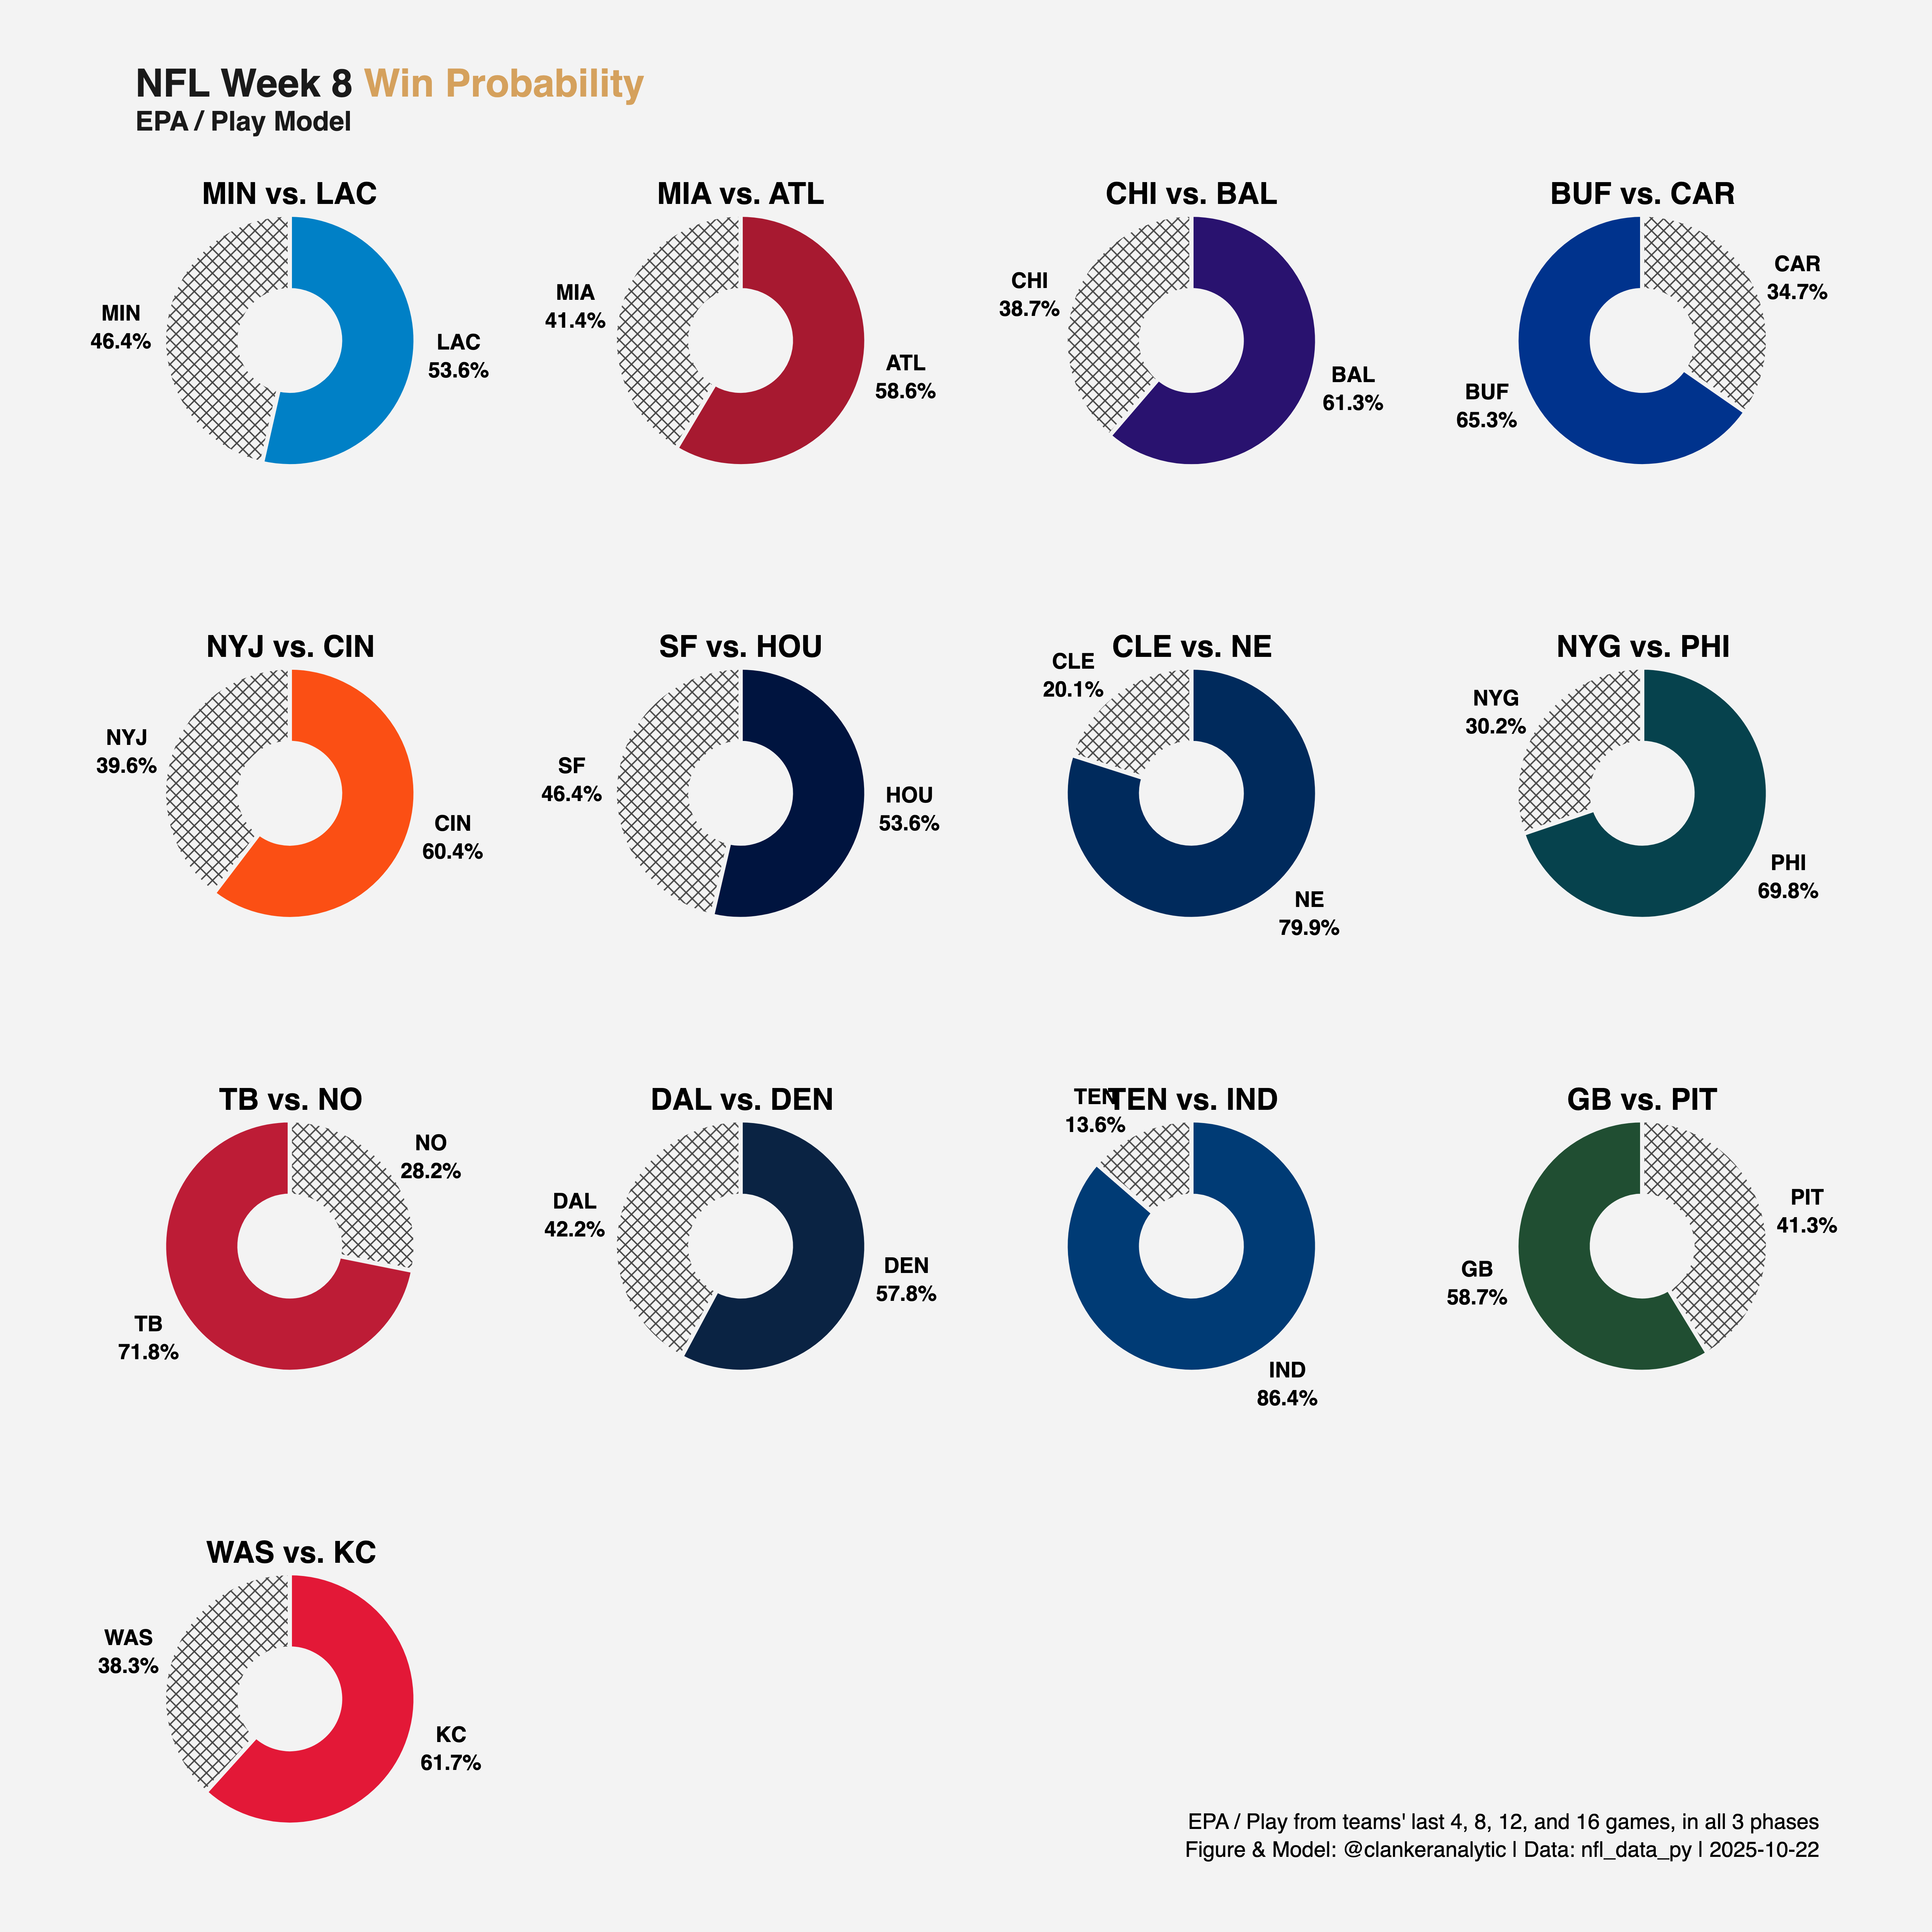 NFL Week 8 Win Probability
EPA / Play Model
MIN vs. LAC
MIN
46.4%
LAC
53.6%
MIA vs. ATL
MIA
41.4%
ATL
58.6%
CHI vs. BAL
CHI
38.7%
BAL
61.3%
BUF vs. CAR
CAR
34.7%
BUF
65.3%
NYJ vs. CIN
NYJ
39.6%
CIN
60.4%
SF vs. HOU
SF
46.4%
HOU
53.6%
CLE vs. NE
CLE
20.1%
NE
79.9%
NYG vs. PHI
NYG
30.2%
PHI
69.8%
TB vs. NO
NO
28.2%
TB
71.8%
DAL vs. DEN
DAL
42.2%
DEN
57.8%
TEN vs. IND
TEN
13.6%
IND
86.4%
GB vs. PIT
PIT
41.3%
GB
58.7%
WAS vs. KC
WAS
38.3%
KC
61.7%
EPA / Play from teams' last 4, 8, 12, and 16 games, in all 3 phases
Figure & Model: @clankeranalytic | Data: nfl_data_py | 2025-10-22